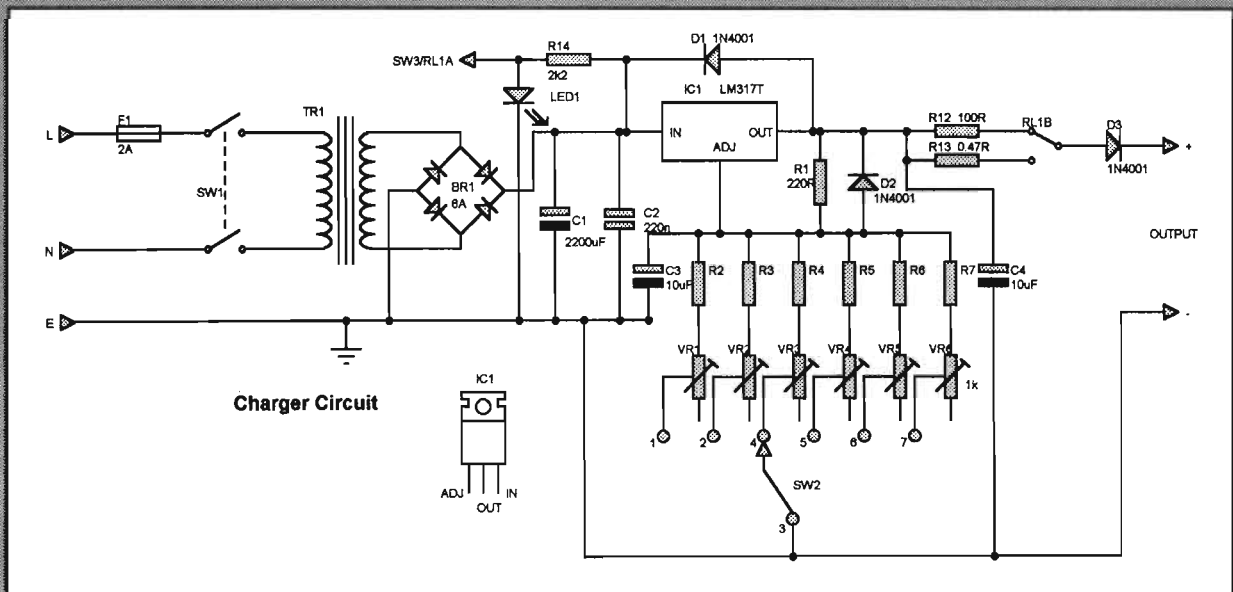 SW3/RL1A
R14
2k2
LED1
D1 1N4001
IC1 LM317T
IN
OUT
ADJ
L
F1
2A
SW1
TR1
BR1
6A
C1
2200uF
C2
220n
R1
220R
D2
1N4001
R12 100R
R13 0.47R
RL1B
D3
1N4001
+
N
OUTPUT
C3
10uF
R2
R3
R4
R5
R6
R7
C4
10uF
E
-
VR1
VR2
VR3
VR4
VR5
VR6
1k
Charger Circuit
IC1
ADJ
OUT
IN
1
2
4
5
6
7
SW2
3